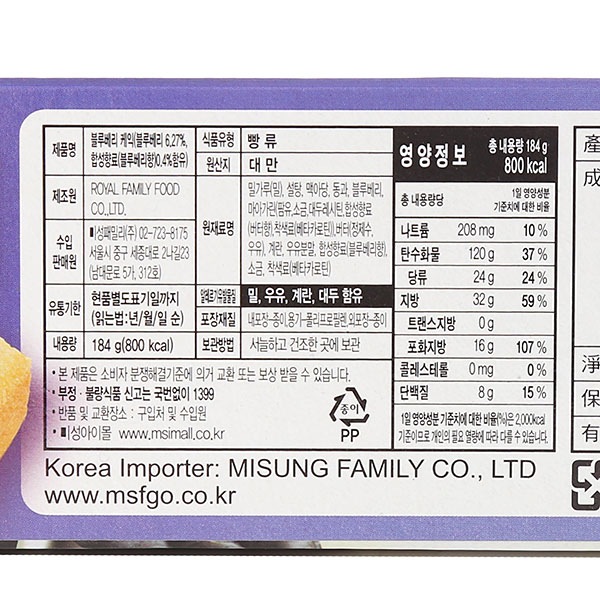 제품명 블루베리 케익(블루베리 6.27%,
합성향료(블루베리향)0.4%함유)
식품유형 빵 류
원산지 대 만
제조원 ROYAL FAMILY FOOD
CO.,LTD.
수입
판매원
■미성패밀리(주) 02-723-8175
서울시 중구 세종대로 2나길23
(남대문로 5가, 312호)
원재료명
밀가루(밀), 설탕, 맥아당, 동과, 블루베리,
마아가린(팜유,소금,대두레시틴,합성향료
(버터향)착색료(베타카로틴)),버터(정제수,
우유), 계란, 우유분말, 합성향료(블루베리향),
소금, 착색료(베타카로틴)
유통기한 현품별도표기일까지
(읽는법:년/월/일 순)
알레르기유발물질 밀, 우유, 계란, 대두 함유
포장재질 내포장-종이,용기-폴리프로필렌,외포장-종이
내용량 184 g(800 kcal)
보관방법 서늘하고 건조한 곳에 보관
• 본 제품은 소비자 분쟁해결기준에 의거 교환 또는 보상 받을 수 있습니다.
• 부정 · 불량식품 신고는 국번없이 1399
• 반품 및 교환장소 : 구입처 및 수입원
• ■미성아이몰 www.msimall.co.kr
종이
PP
영양정보 총 내용량 184 g
800 kcal
총 내용량당 1일 영양성분
기준치에 대한 비율
나트륨 208 mg 10 %
탄수화물 120 g 37 %
당류 24 g 24 %
지방 32 g 59 %
트랜스지방 0 g
포화지방 16 g 107 %
콜레스테롤 0 mg 0 %
단백질 8 g 15 %
1일 영양성분 기준치에 대한 비율(%)은 2,000kcal
기준이므로 개인의 필요 열량에 따라 다를 수 있습니다.
Korea Importer: MISUNG FAMILY CO., LTD
www.msfgo.co.kr
產
成
淨
保
有